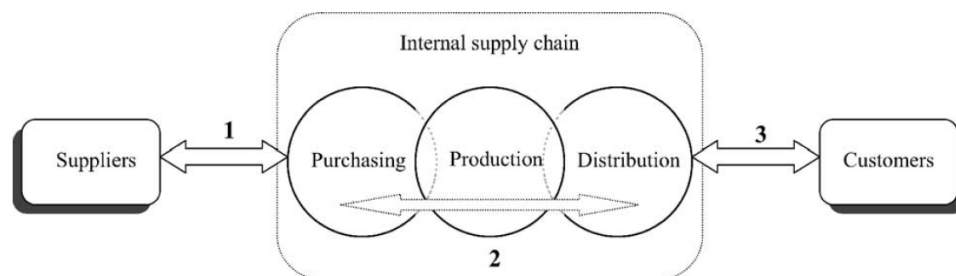 Internal supply chain
1
3
Suppliers
Purchasing
Production
Distribution
Customers
2